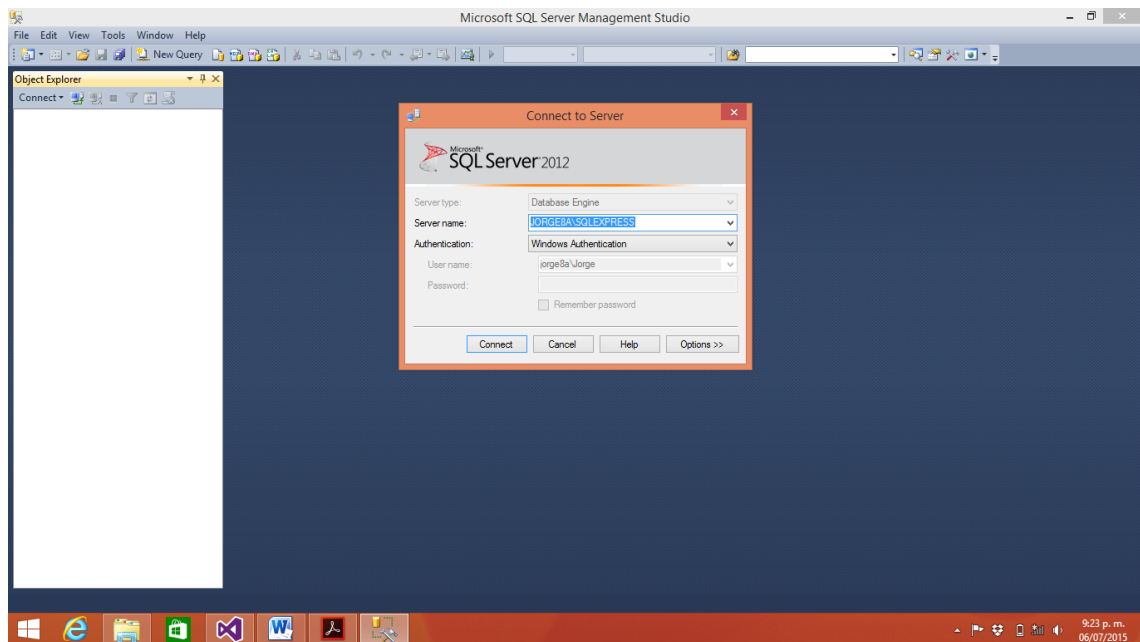 Microsoft SQL Server Management Studio
File Edit View Tools Window Help
New Query
Object Explorer
Connect
Connect to Server
Microsoft
SQL Server 2012
Server type: Database Engine
Server name: JORGE8A\SQLEXPRESS
Authentication: Windows Authentication
User name: jorge8a\Jorge
Password:
Remember password
Connect Cancel Help Options >>
9:23 p. m.
06/07/2015